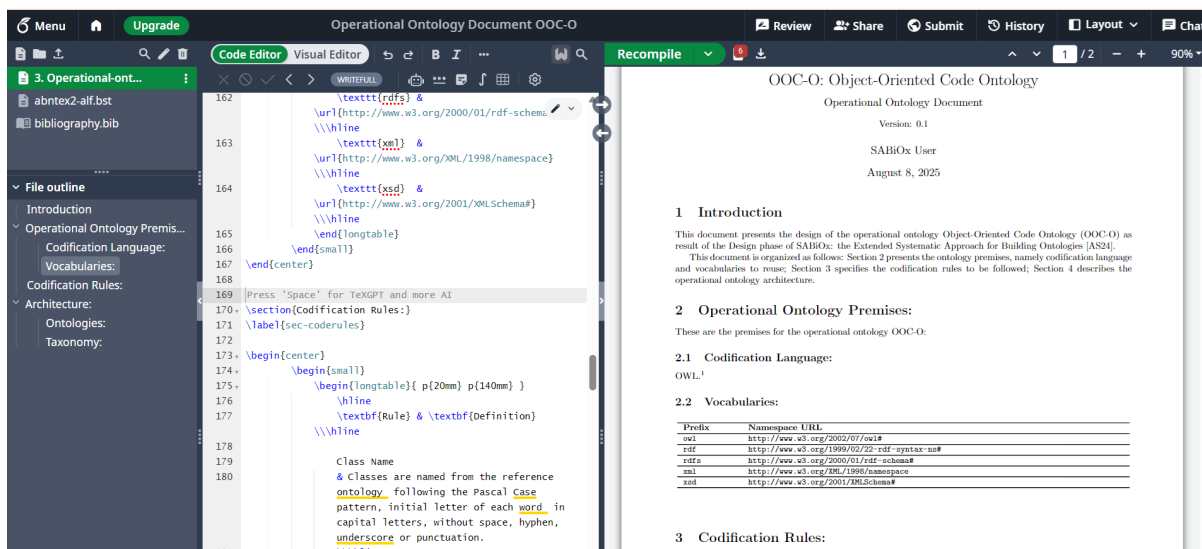 Menu
Upgrade
Operational Ontology Document OOC-O
Review
Share
Submit
History
Layout
Chat
Code Editor
Visual Editor
B
I
Recompile
6
1 / 2
90%
WRITEFULL
3. Operational-ont...
abntex2-alf.bst
bibliography.bib
File outline
Introduction
Operational Ontology Premis...
Codification Language:
Vocabularies:
Codification Rules:
Architecture:
Ontologies:
Taxonomy:
162 \texttt{rdfs} &
\url{http://www.w3.org/2000/01/rdf-schema
\\\hline
163 \texttt{xml} &
\url{http://www.w3.org/XML/1998/namespace}
\\\hline
164 \texttt{xsd} &
\url{http://www.w3.org/2001/XMLSchema#}
\\\hline
165 \end{longtable}
166 \end{small}
167 \end{center}
168
169 Press 'Space' for TeXGPT and more AI
170 \section{Codification Rules:}
171 \label{sec-coderules}
172
173 \begin{center}
174 \begin{small}
175 \begin{longtable}{ p{20mm} p{140mm} }
176 \hline
177 \textbf{Rule} & \textbf{Definition}
\\\hline
178
179 Class Name
180 & Classes are named from the reference
ontology following the Pascal Case
pattern, initial letter of each word in
capital letters, without space, hyphen,
underscore or punctuation.
OOC-O: Object-Oriented Code Ontology
Operational Ontology Document
Version: 0.1
SABiOx User
August 8, 2025
1 Introduction
This document presents the design of the operational ontology Object-Oriented Code Ontology (OOC-O) as
result of the Design phase of SABiOx: the Extended Systematic Approach for Building Ontologies [AS24].
This document is organized as follows: Section 2 presents the ontology premises, namely codification language
and vocabularies to reuse; Section 3 specifies the codification rules to be followed; Section 4 describes the
operational ontology architecture.
2 Operational Ontology Premises:
These are the premises for the operational ontology OOC-O:
2.1 Codification Language:
OWL.1
2.2 Vocabularies:
Prefix Namespace URL
owl http://www.w3.org/2002/07/owl#
rdf http://www.w3.org/1999/02/22-rdf-syntax-ns#
rdfs http://www.w3.org/2000/01/rdf-schema#
xml http://www.w3.org/XML/1998/namespace
xsd http://www.w3.org/2001/XMLSchema#
3 Codification Rules: